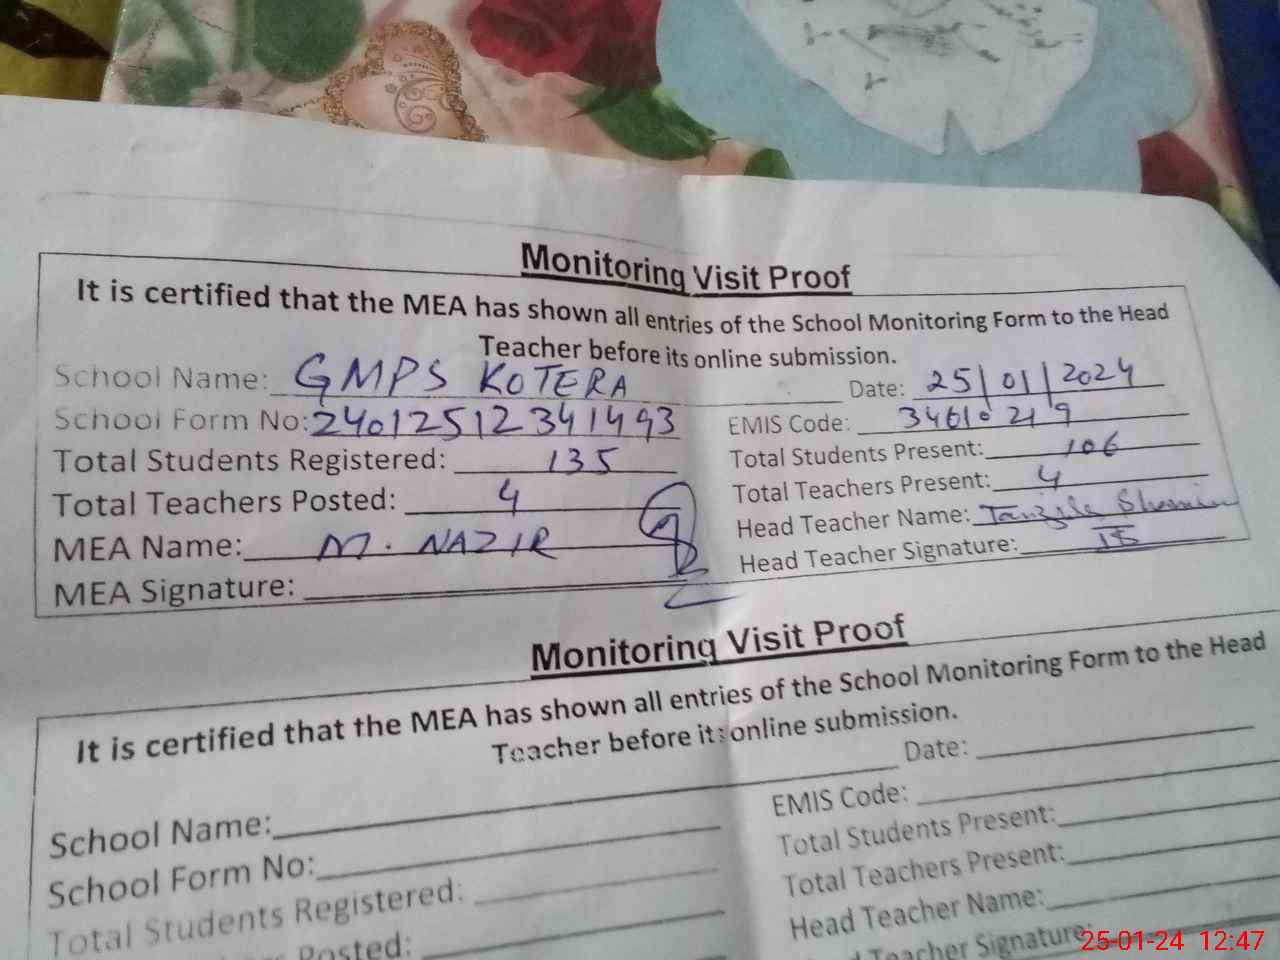 Monitoring Visit Proof
It is certified that the MEA has shown all entries of the School Monitoring Form to the Head
Teacher before its online submission.
School Name: GMPS KOTERA Date: 25/01/2024
School Form No: 24012512341493 EMIS Code: 34610219
Total Students Registered: 135 Total Students Present: 106
Total Teachers Posted: 4 Total Teachers Present: 4
MEA Name: M. NAZIR Head Teacher Name:
MEA Signature: Head Teacher Signature:
Monitoring Visit Proof
It is certified that the MEA has shown all entries of the School Monitoring Form to the Head
Teacher before its online submission.
School Name: Date:
School Form No: EMIS Code:
Total Students Registered: Total Students Present:
Posted: Total Teachers Present:
Head Teacher Name:
Teacher Signature:
25-01-24 12:47